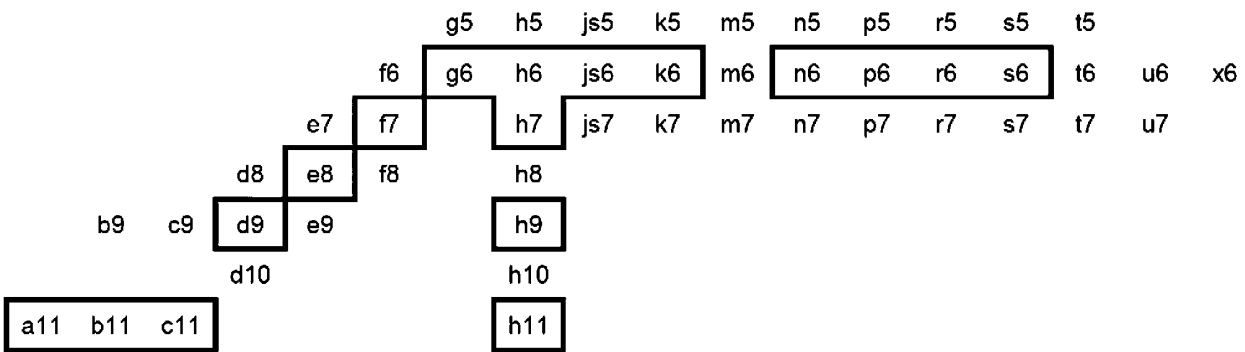 g5 h5 js5 k5 m5 n5 p5 r5 s5 t5
f6 g6 h6 js6 k6 m6 n6 p6 r6 s6 t6 u6 x6
e7 f7 h7 js7 k7 m7 n7 p7 r7 s7 t7 u7
d8 e8 f8 h8
b9 c9 d9 e9 h9
d10 h10
a11 b11 c11 h11